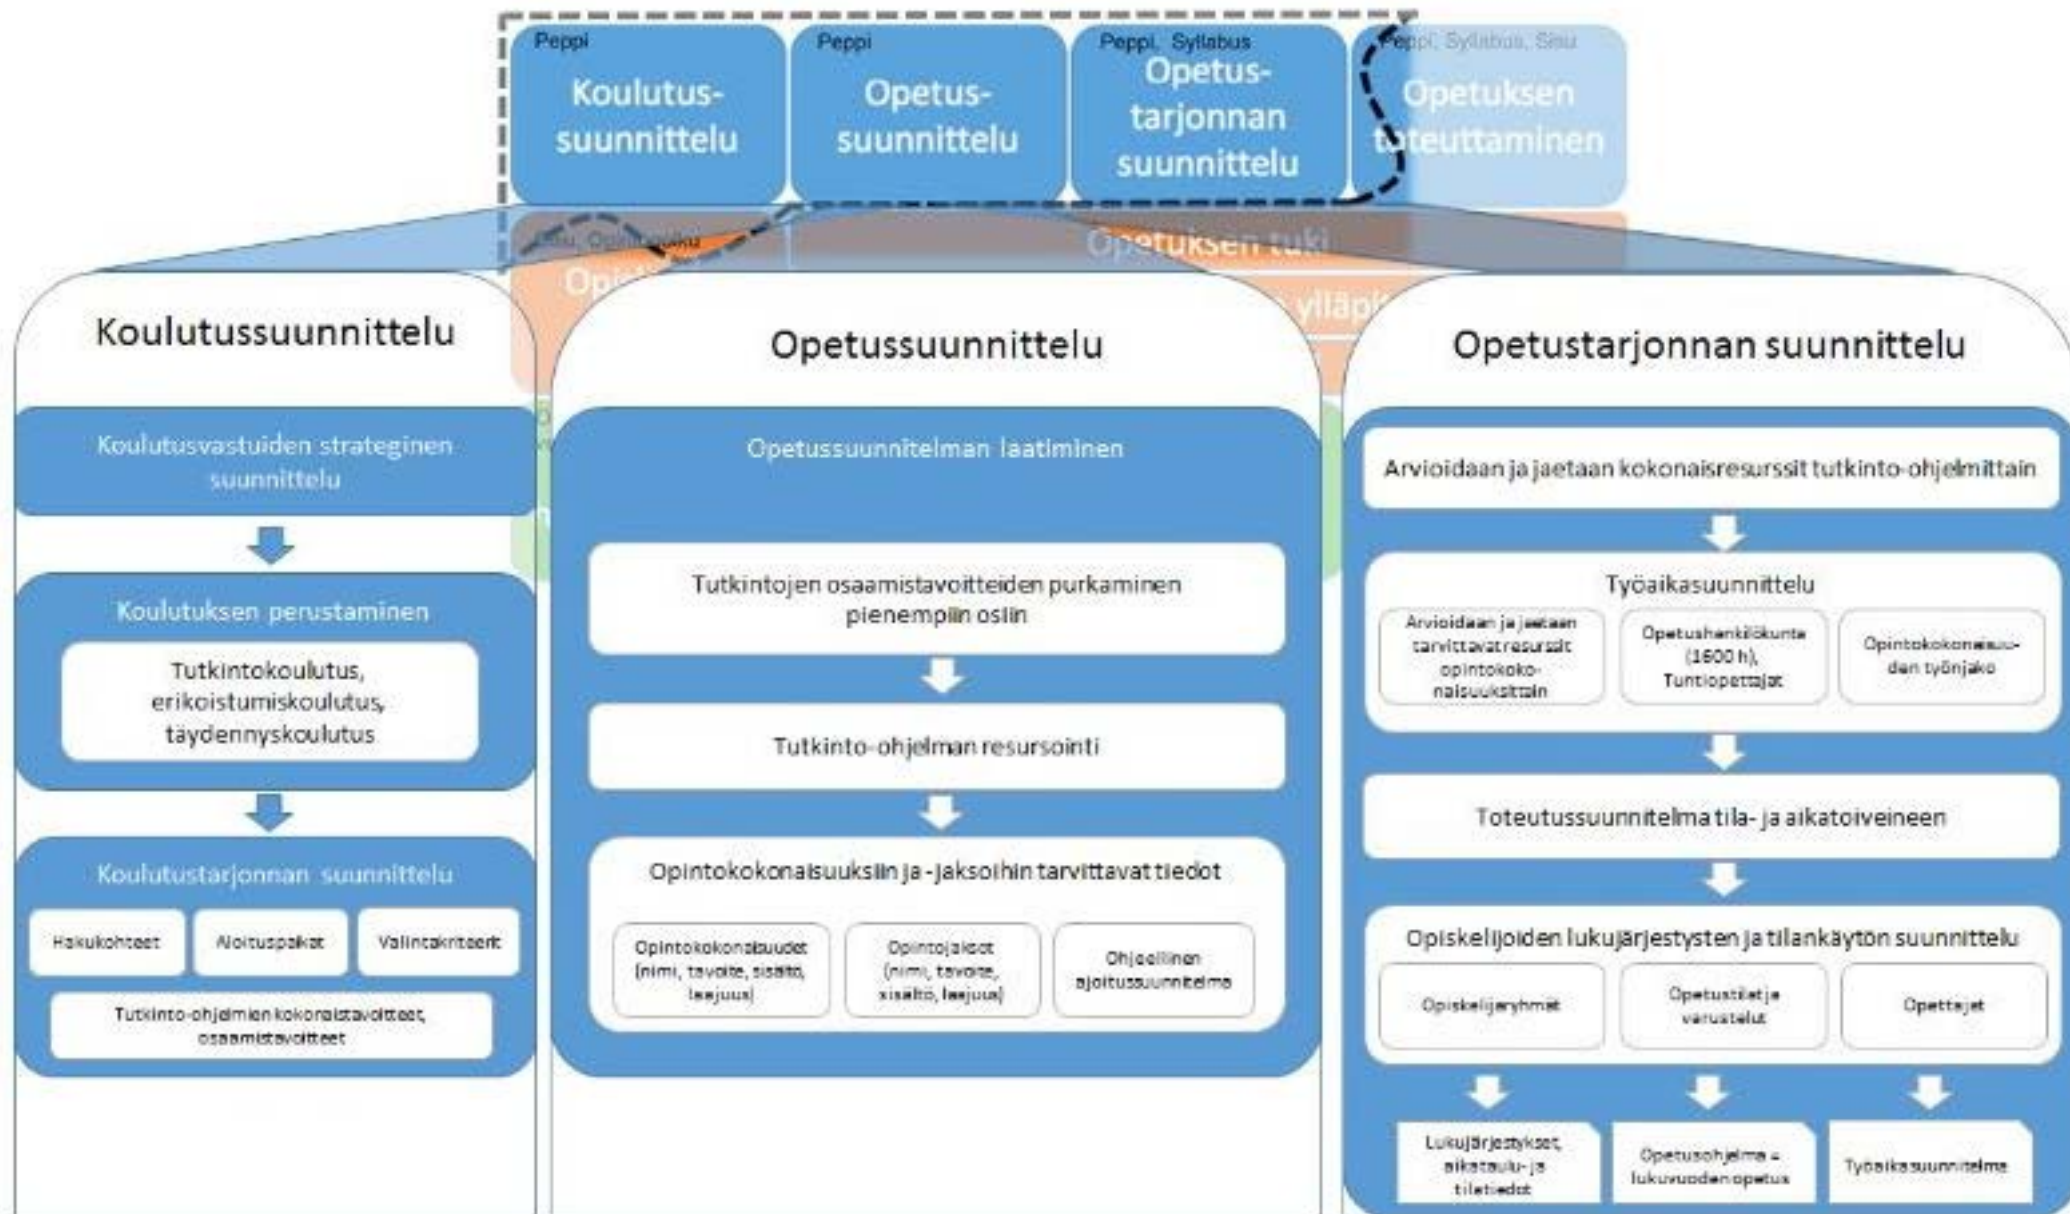 Peppi
Koulutus-
suunnittelu
Peppi
Opetus-
suunnittelu
Peppi, Syllabus
Opetus-
tarjonnan
suunnittelu
Peppi, Syllabus, Sisu
Opetuksen
toteuttaminen
Opetuksen tuki
Koulutussuunnittelu
Koulutusvastuiden strateginen
suunnittelu
Koulutuksen perustaminen
Tutkintokoulutus,
erikoistumiskoulutus,
täydennyskoulutus
Koulutustarjonnan suunnittelu
Hakukohteet
Aloituspaikat
Valintakriteerit
Tutkinto-ohjelmien kokonaistavoitteet,
osaamistavoitteet
Opetussuunnittelu
Opetussuunnitelman laatiminen
Tutkintojen osaamistavoitteiden purkaminen
pienempiin osiin
Tutkinto-ohjelman resursointi
Opintokokonaisuuksiin ja -jaksoihin tarvittavat tiedot
Opintokokonaisuudet
(nimi, tavoite, sisältö,
laajuus)
Opintojaksot
(nimi, tavoite,
sisältö, laajuus)
Ohjeellinen
ajoitussuunnitelma
Opetustarjonnan suunnittelu
Arvioidaan ja jaetaan kokonaisresurssit tutkinto-ohjelmittain
Työaikasuunnittelu
Arvioidaan ja jaetaan
tarvittavat resurssit
opintokoko-
naisuuksittain
Opetushenkilökunta
(1600 h),
Tuntiopettajat
Opintokokonaisuu-
den työnjako
Toteutussuunnitelma tila- ja aikatoiveineen
Opiskelijoiden lukujärjestysten ja tilankäytön suunnittelu
Opiskelijaryhmät
Opetustilat ja
varustelut
Opettajat
Lukujärjestykset,
aikataulu- ja
tilatiedot
Opetusohjelma =
lukuvuoden opetus
Työaikasuunnitelma